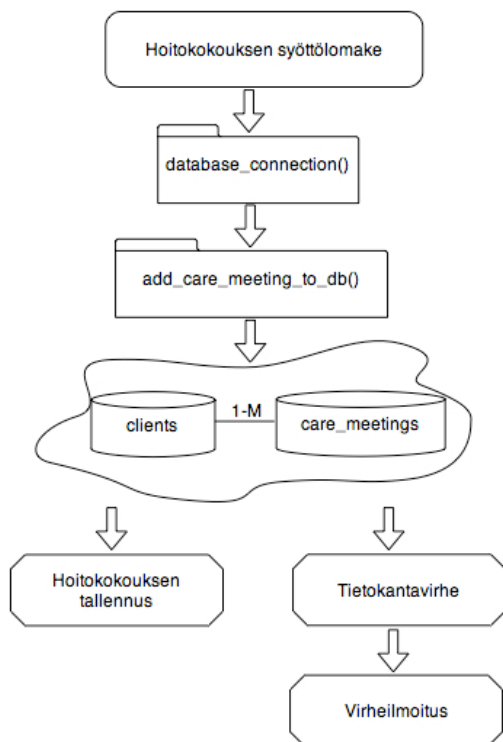 Hoitokokouksen syöttölomake
database_connection()
add_care_meeting_to_db()
clients
1-M
care_meetings
Hoitokokouksen
tallennus
Tietokantavirhe
Virheilmoitus